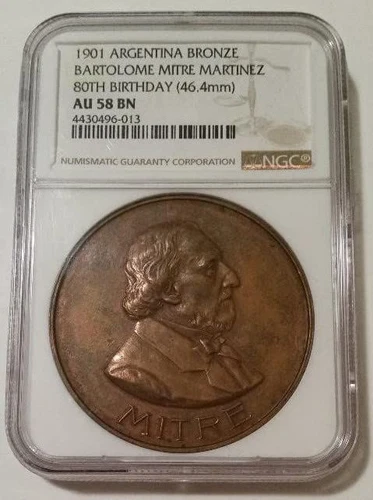 1901 ARGENTINA BRONZE
BARTOLOME MITRE MARTINEZ
80TH BIRTHDAY (46.4mm)
AU 58 BN
4430496-013
NUMISMATIC GUARANTY CORPORATION NGC®
MITRE